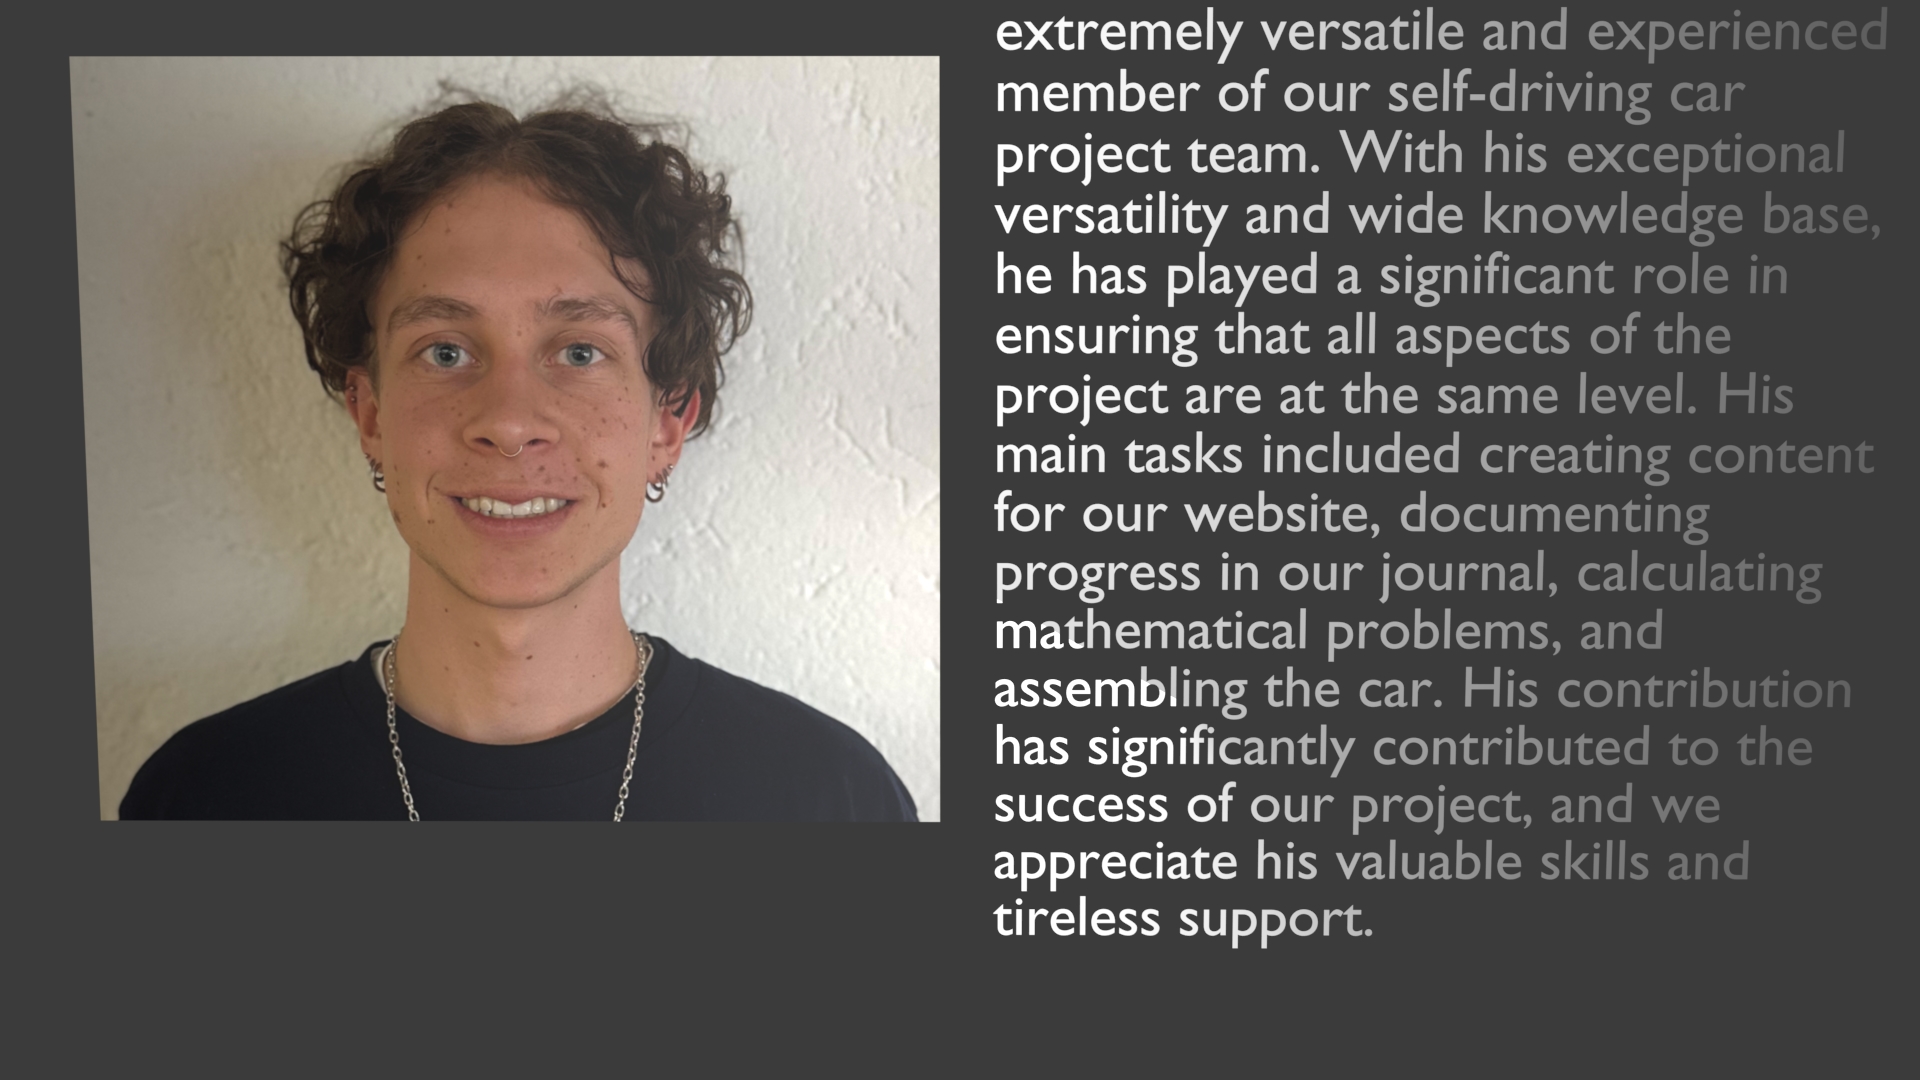 extremely versatile and experienced
member of our self-driving car
project team. With his exceptional
versatility and wide knowledge base,
he has played a significant role in
ensuring that all aspects of the
project are at the same level. His
main tasks included creating content
for our website, documenting
progress in our journal, calculating
mathematical problems, and
assembling the car. His contribution
has significantly contributed to the
success of our project, and we
appreciate his valuable skills and
tireless support.